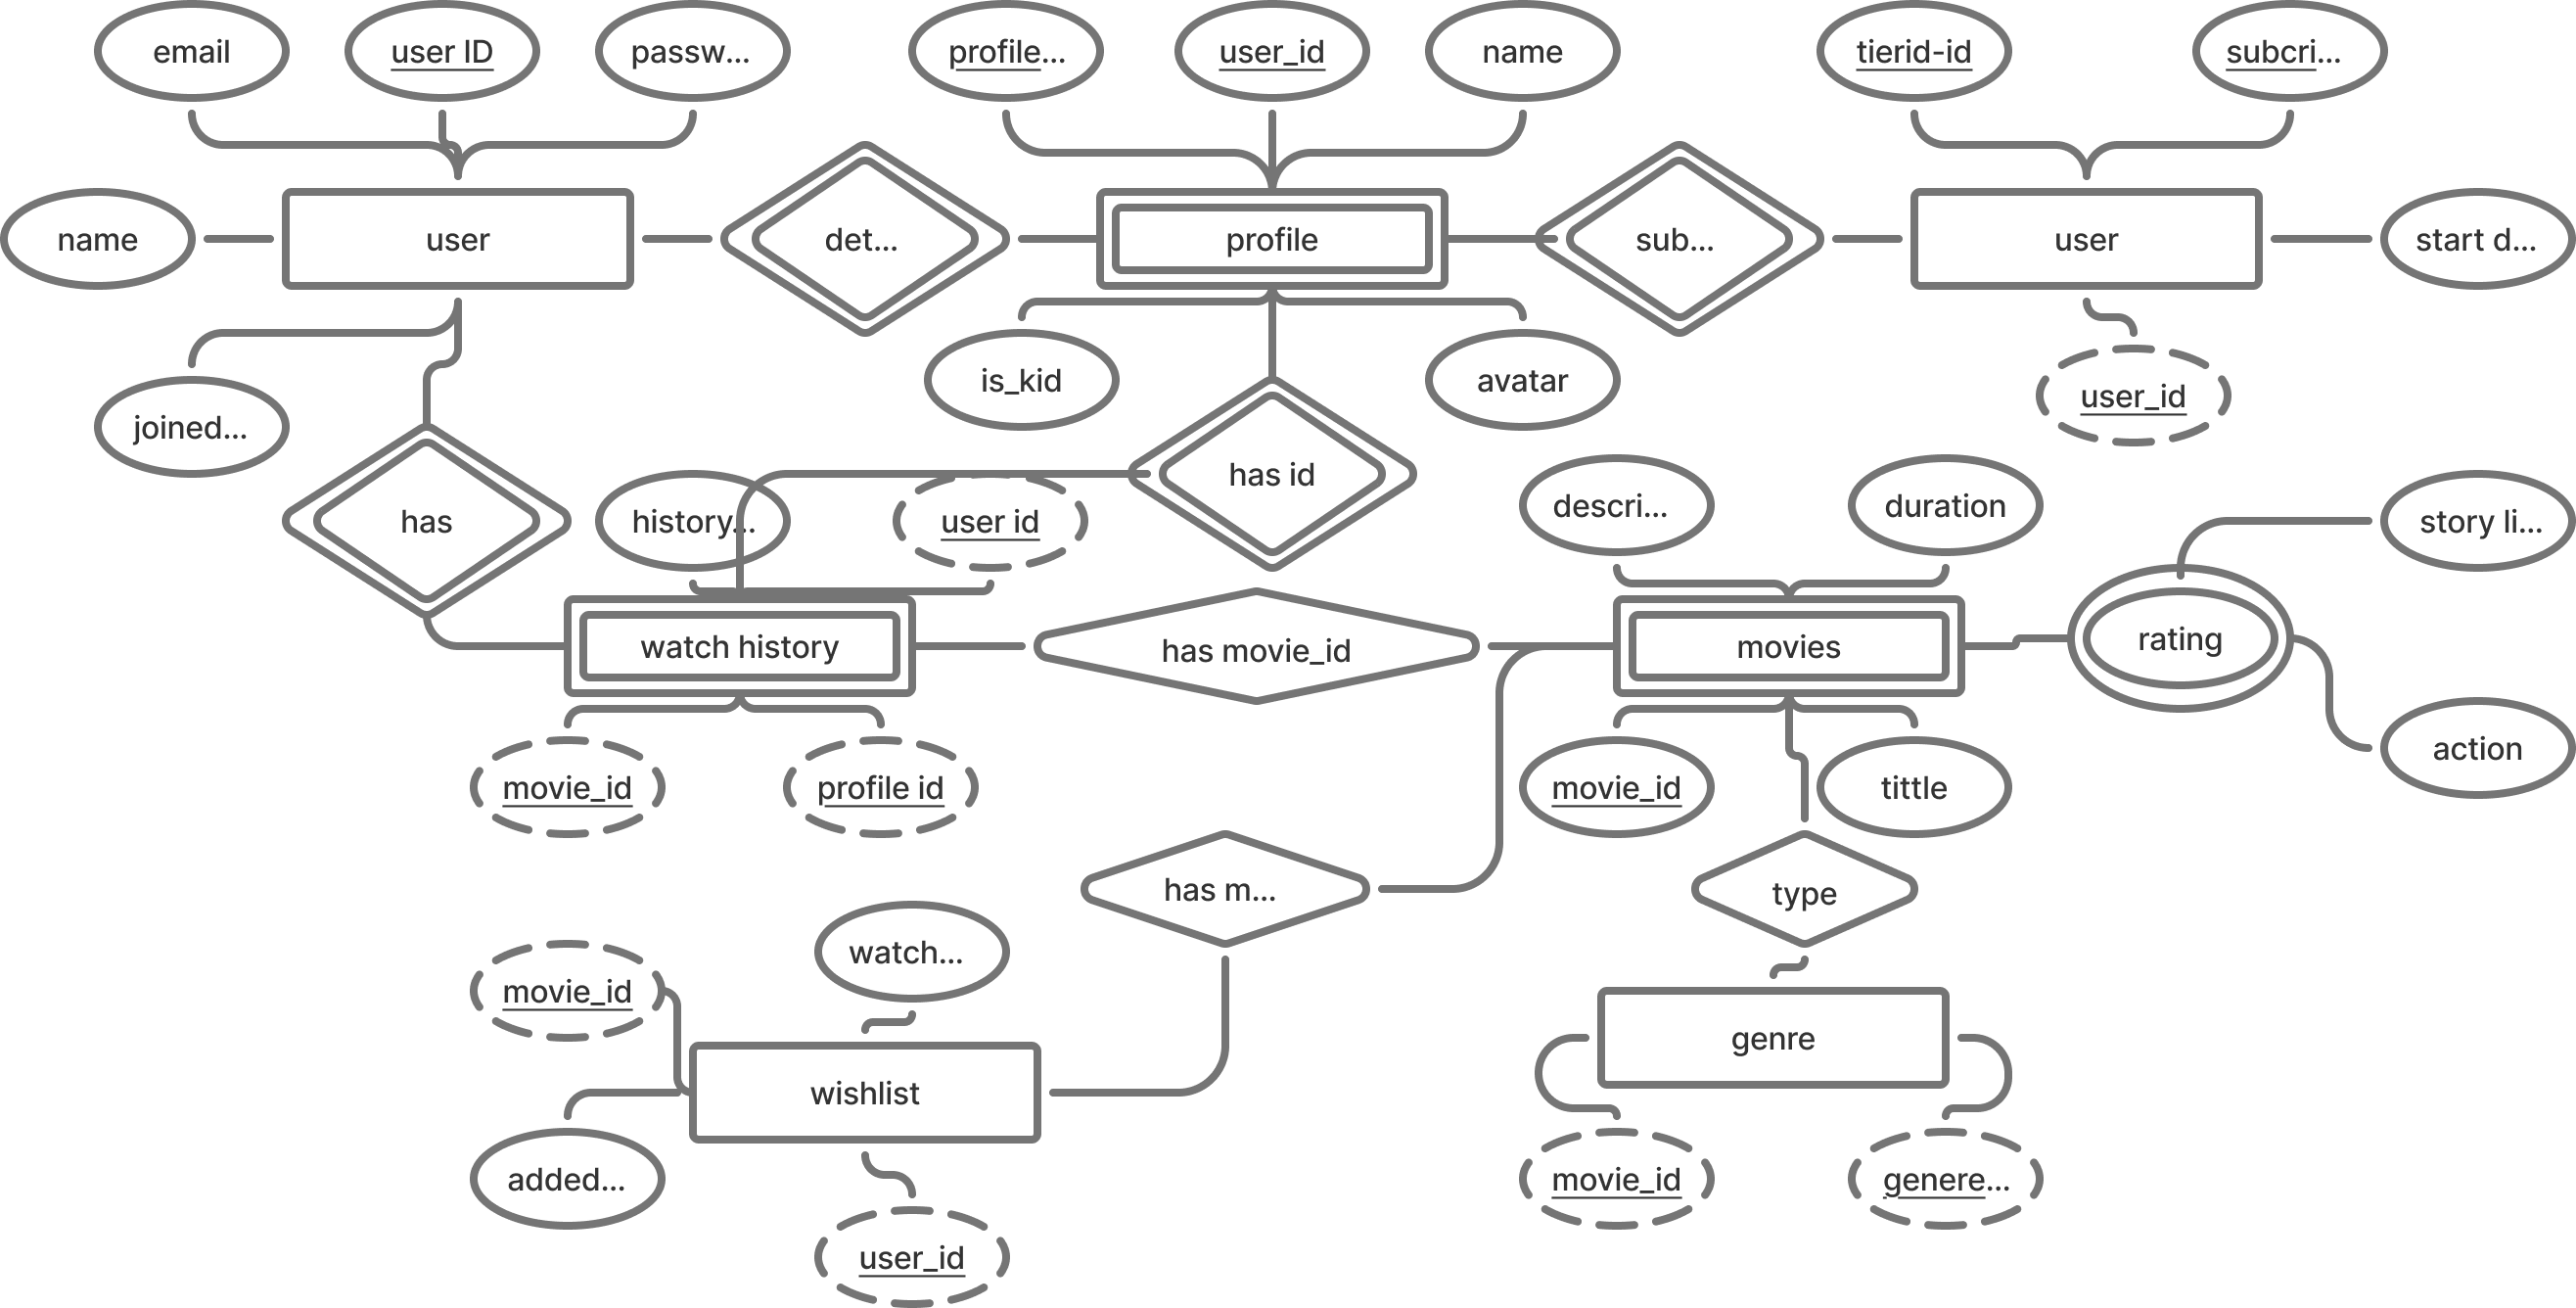 email
user ID
passw...
profile...
user_id
name
tierid-id
subcri...
name
user
det...
profile
sub...
user
start d...
is_kid
avatar
user_id
joined...
has
history...
user id
has id
descri...
duration
story li...
watch history
has movie_id
movies
rating
action
movie_id
profile id
movie_id
tittle
has m...
type
watch...
movie_id
wishlist
genre
added...
movie_id
genere...
user_id